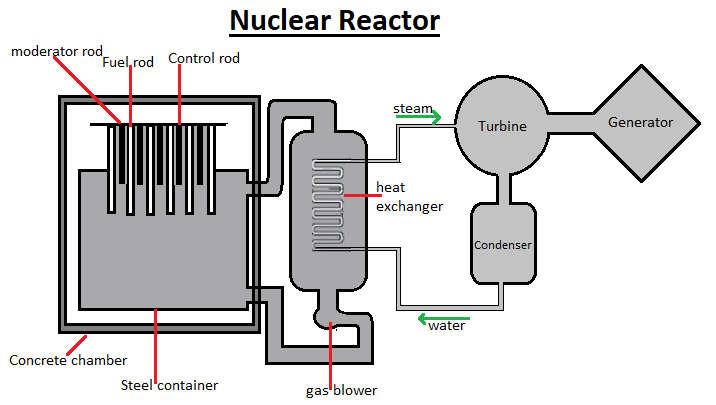 Nuclear Reactor
moderator rod
Fuel rod
Control rod
steam
Turbine
Generator
heat
exchanger
Condenser
water
Concrete chamber
Steel container
gas blower